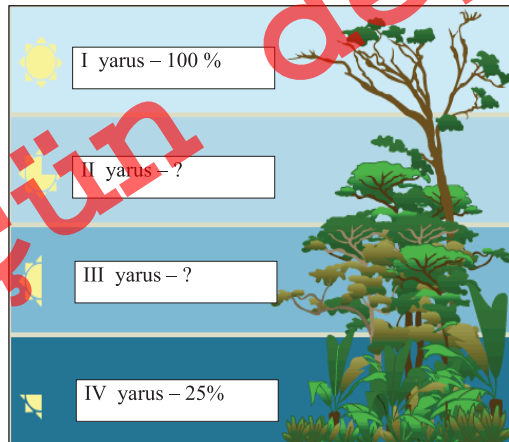 I yarus – 100 %
II yarus – ?
III yarus – ?
IV yarus – 25%